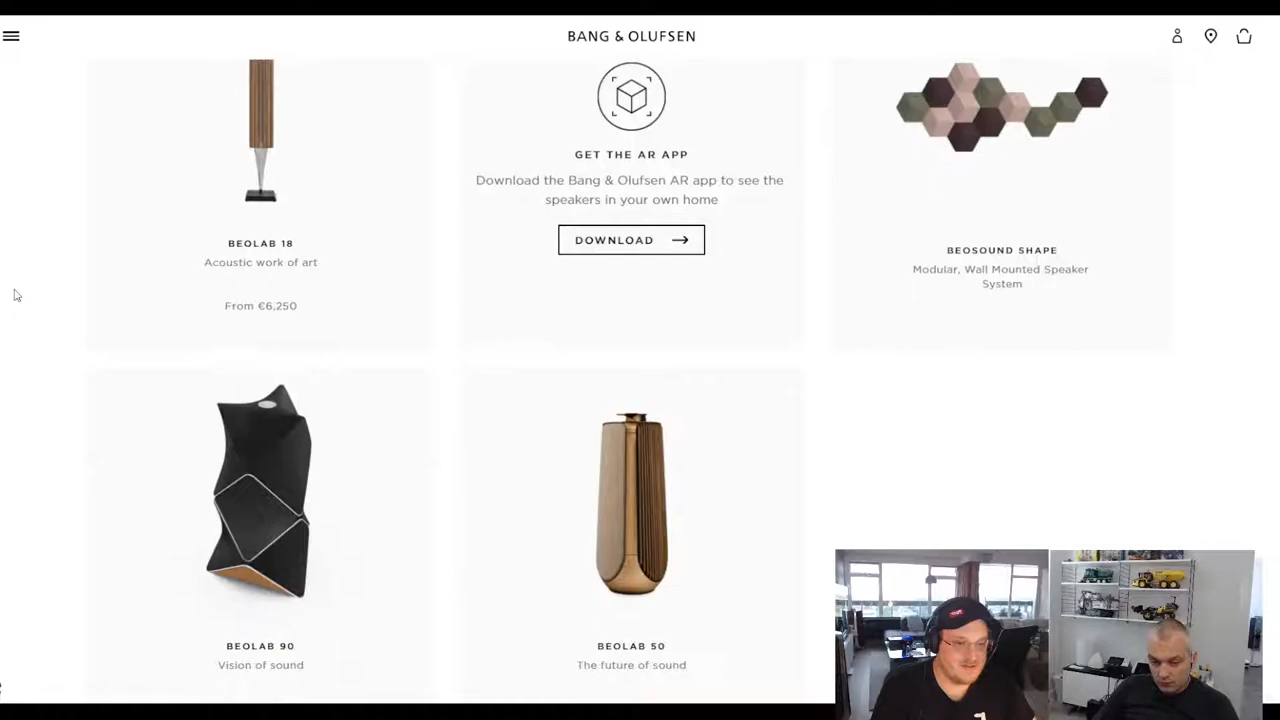 BANG & OLUFSEN
GET THE AR APP
Download the Bang & Olufsen AR app to see the
speakers in your own home
DOWNLOAD
BEOLAB 18
Acoustic work of art
From €6,250
BEOSOUND SHAPE
Modular, Wall Mounted Speaker
System
BEOLAB 90
Vision of sound
BEOLAB 50
The future of sound